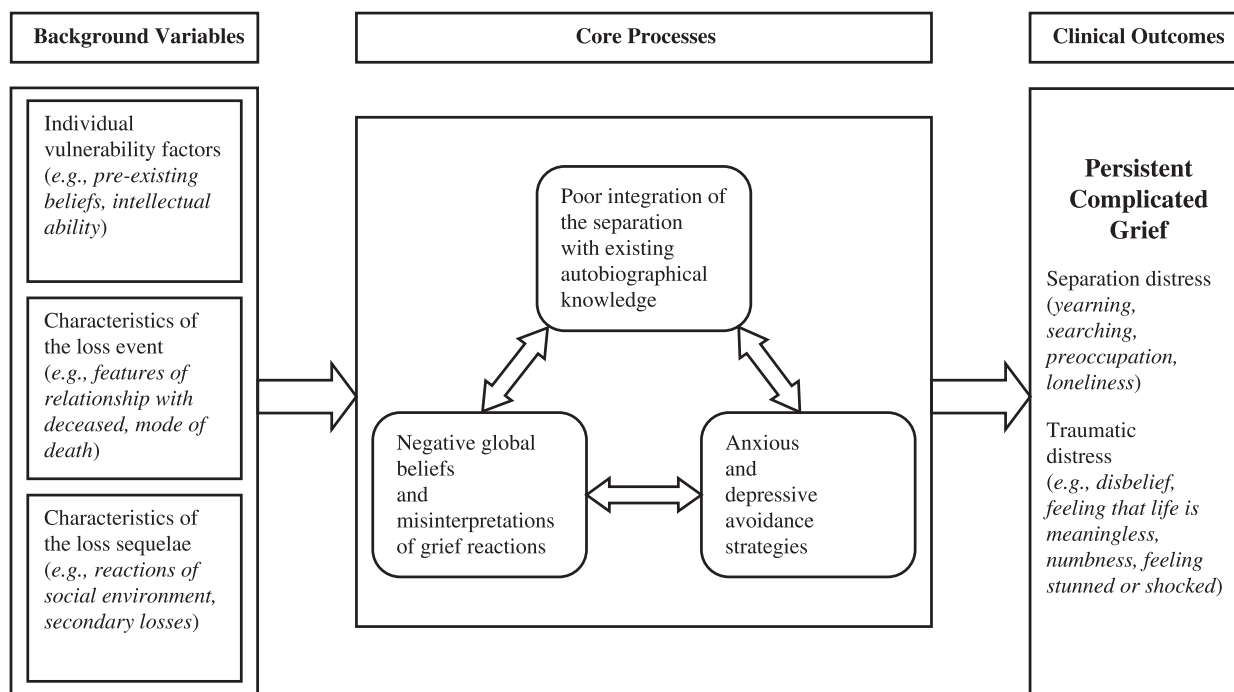 Background Variables
Core Processes
Clinical Outcomes
Individual
vulnerability factors
(e.g., pre-existing
beliefs, intellectual
ability)
Characteristics of
the loss event
(e.g., features of
relationship with
deceased, mode of
death)
Characteristics of
the loss sequelae
(e.g., reactions of
social environment,
secondary losses)
Poor integration of
the separation
with existing
autobiographical
knowledge
Negative global
beliefs
and
misinterpretations
of grief reactions
Anxious
and
depressive
avoidance
strategies
Persistent
Complicated
Grief
Separation distress
(yearning,
searching,
preoccupation,
loneliness)
Traumatic
distress
(e.g., disbelief,
feeling that life is
meaningless,
numbness, feeling
stunned or shocked)